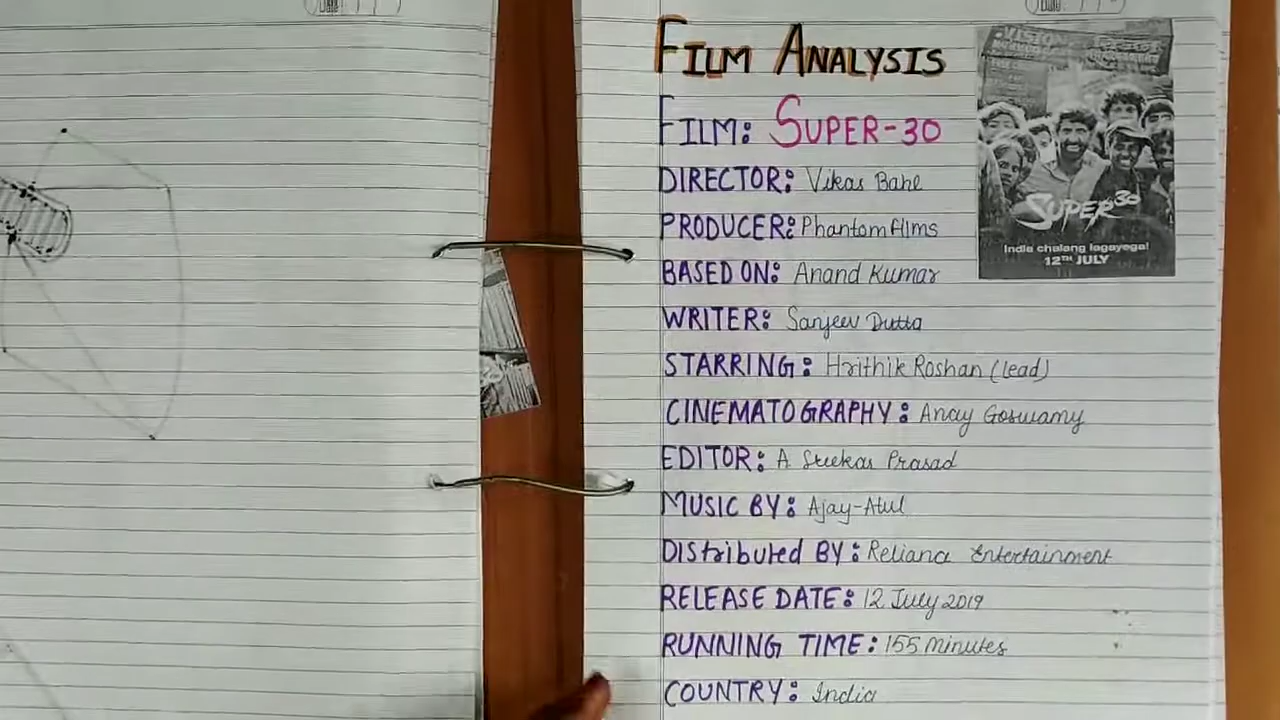 FILM ANALYSIS
FILM: SUPER-30
DIRECTOR: Vikas Bahl
PRODUCER: Phantom films
BASED ON: Anand Kumar
WRITER: Sanjeev Dutta
STARRING: Hrithik Roshan (lead)
CINEMATOGRAPHY: Anay Goswamy
EDITOR: A Sreekar Prasad
MUSIC BY: Ajay-Atul
DIStributed BY: Reliance Entertainment
RELEASE DATE: 12 July 2019
RUNNING TIME: 155 Minutes
COUNTRY: India
VISION
SUPER 30
India chalang lagayega!
12TH JULY